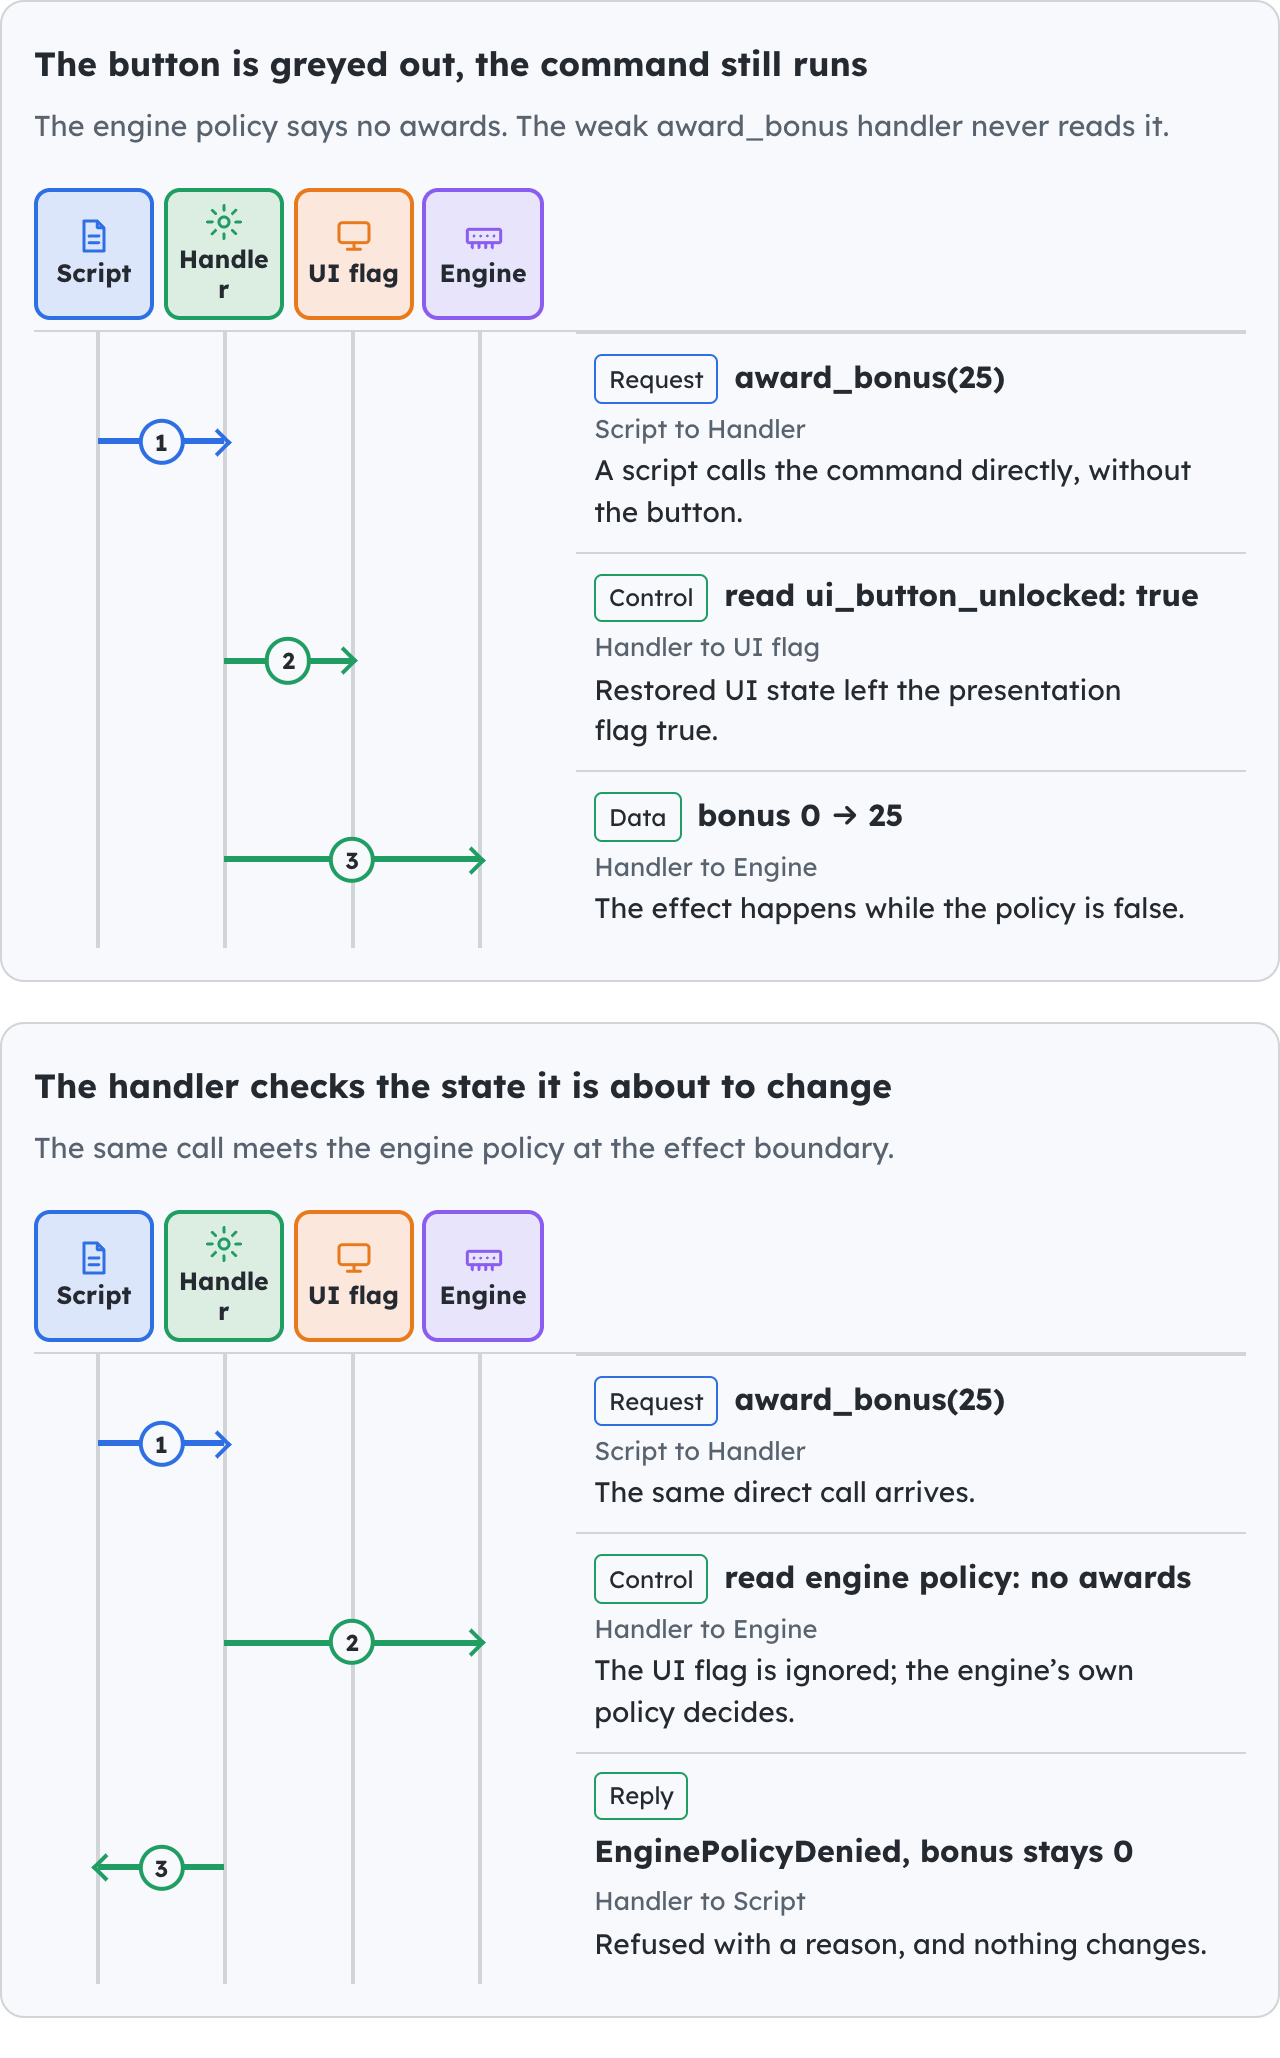 The button is greyed out, the command still runs
The engine policy says no awards. The weak award_bonus handler never reads it.
Script
Handle
r
UI flag
Engine
Request award_bonus(25)
Script to Handler
1
A script calls the command directly, without
the button.
Control read ui_button_unlocked: true
Handler to UI flag
2
Restored UI state left the presentation
flag true.
Data bonus 0 → 25
Handler to Engine
3
The effect happens while the policy is false.
The handler checks the state it is about to change
The same call meets the engine policy at the effect boundary.
Script
Handle
r
UI flag
Engine
Request award_bonus(25)
Script to Handler
1
The same direct call arrives.
Control read engine policy: no awards
Handler to Engine
2
The UI flag is ignored; the engine’s own
policy decides.
Reply
EnginePolicyDenied, bonus stays 0
3
Handler to Script
Refused with a reason, and nothing changes.